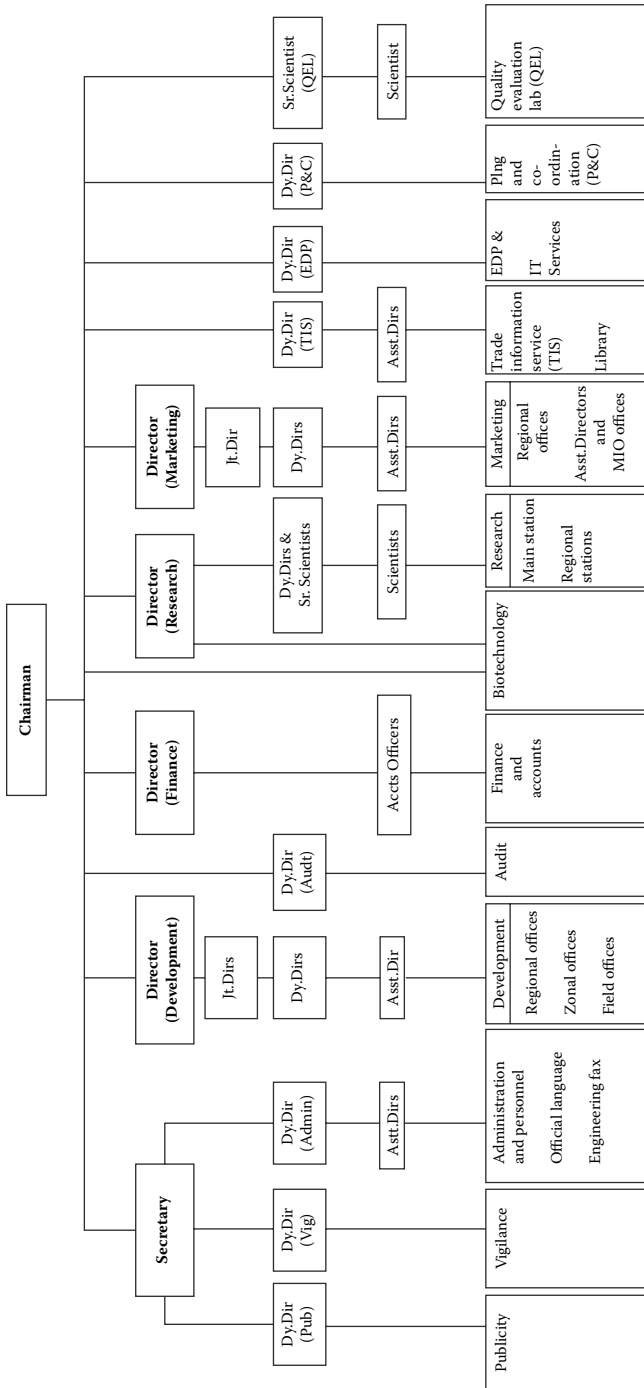 Chairman
Secretary
Director
(Development)
Director
(Finance)
Director
(Research)
Director
(Marketing)
Jt.Dirs
Jt.Dir
Dy.Dir
(Pub)
Dy.Dir
(Vig)
Dy.Dir
(Admin)
Dy.Dirs
Dy.Dir
(Audt)
Dy.Dirs &
Sr. Scientists
Dy.Dirs
Dy.Dir
(TIS)
Dy.Dir
(EDP)
Dy.Dir
(P&C)
Sr.Scientist
(QEL)
Astt.Dirs
Asst.Dir
Accts Officers
Scientists
Asst.Dirs
Asst.Dirs
Scientist
Publicity
Vigilance
Administration
and personnel
Official language
Engineering fax
Development
Regional offices
Zonal offices
Field offices
Audit
Finance
and
accounts
Biotechnology
Research
Main station
Regional
stations
Marketing
Regional
offices
Asst.Directors
and
MIO offices
Trade
information
service
(TIS)
Library
EDP &
IT
Services
Plng
and
co-
ordin-
ation
(P&C)
Quality
evaluation
lab (QEL)